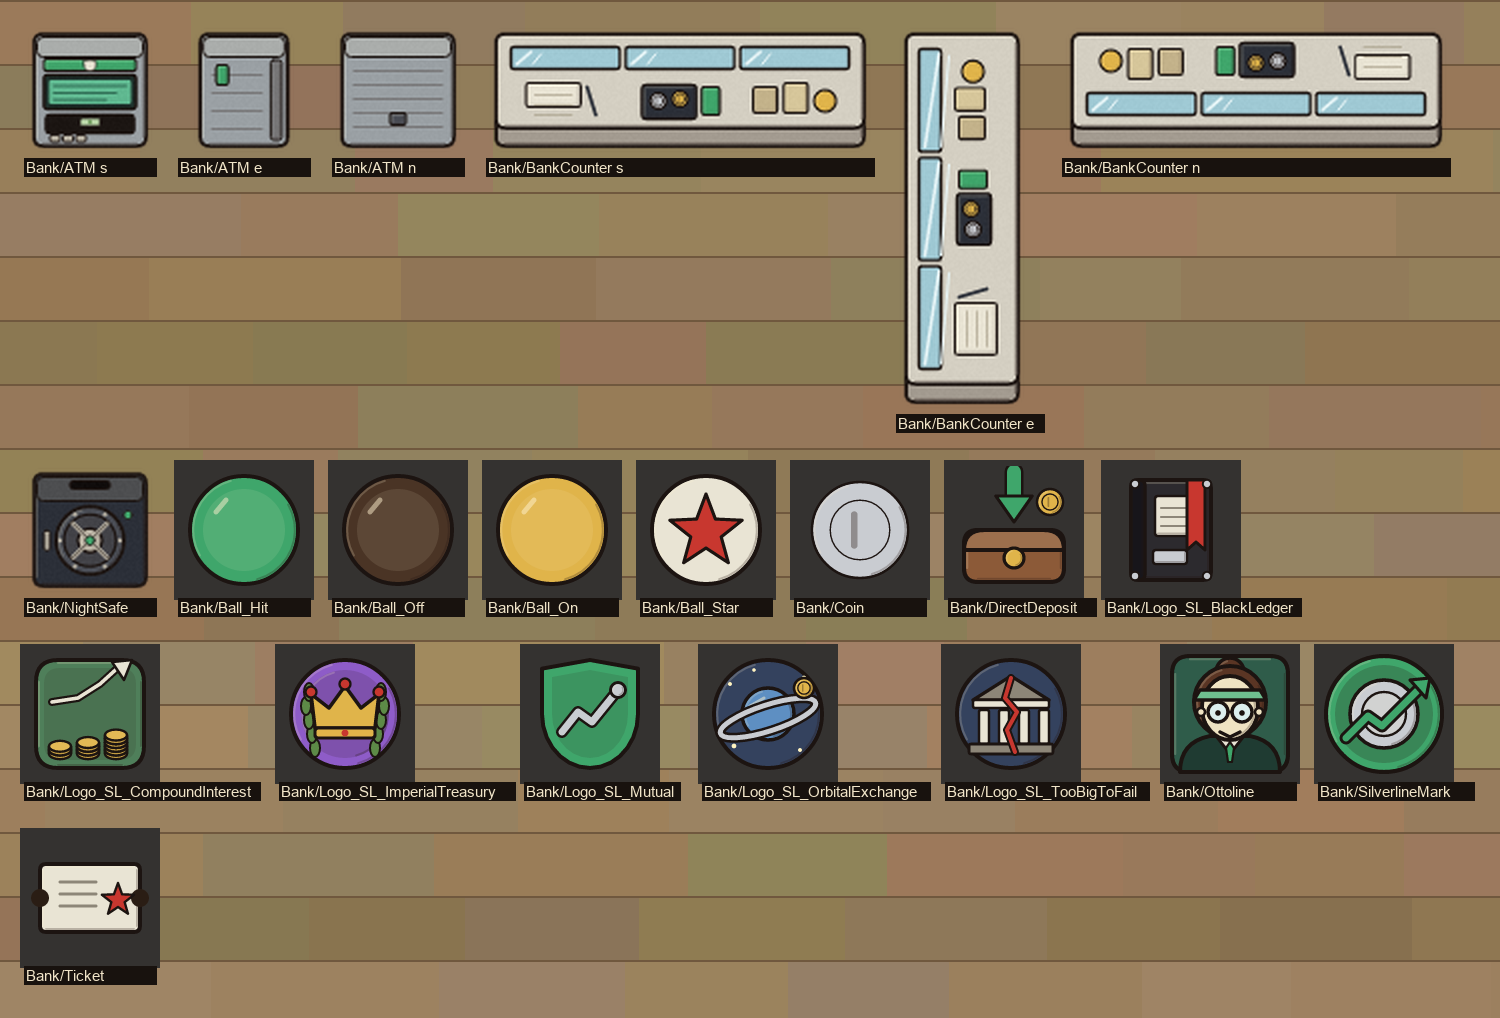 Bank/ATM s
Bank/ATM e
Bank/ATM n
Bank/BankCounter s
Bank/BankCounter n
Bank/BankCounter e
Bank/NightSafe
Bank/Ball_Hit
Bank/Ball_Off
Bank/Ball_On
Bank/Ball_Star
Bank/Coin
Bank/DirectDeposit
Bank/Logo_SL_BlackLedger
Bank/Logo_SL_CompoundInterest
Bank/Logo_SL_ImperialTreasury
Bank/Logo_SL_Mutual
Bank/Logo_SL_OrbitalExchange
Bank/Logo_SL_TooBigToFail
Bank/Ottoline
Bank/SilverlineMark
Bank/Ticket